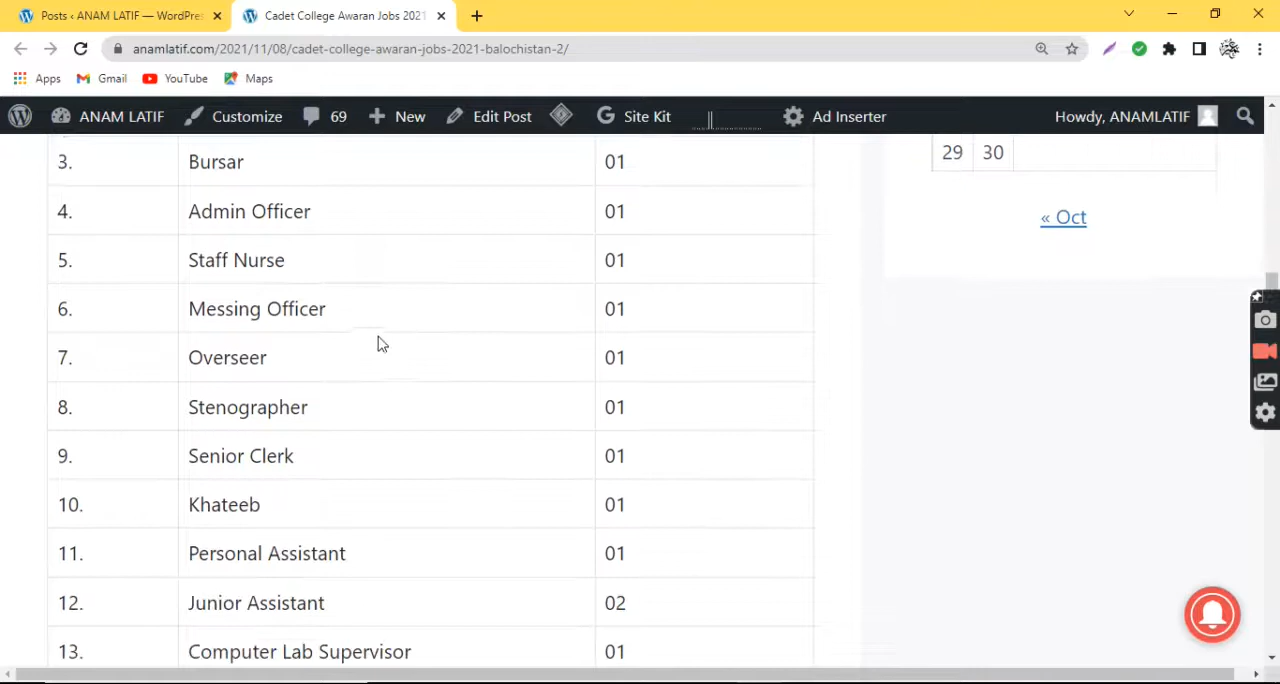 Posts ‹ ANAM LATIF — WordPre
Cadet College Awaran Jobs 2021
anamlatif.com/2021/11/08/cadet-college-awaran-jobs-2021-balochistan-2/
Apps Gmail YouTube Maps
ANAM LATIF Customize 69 New Edit Post Site Kit Ad Inserter Howdy, ANAMLATIF
3. Bursar 01
29 30
4. Admin Officer 01
« Oct
5. Staff Nurse 01
6. Messing Officer 01
7. Overseer 01
8. Stenographer 01
9. Senior Clerk 01
10. Khateeb 01
11. Personal Assistant 01
12. Junior Assistant 02
13. Computer Lab Supervisor 01